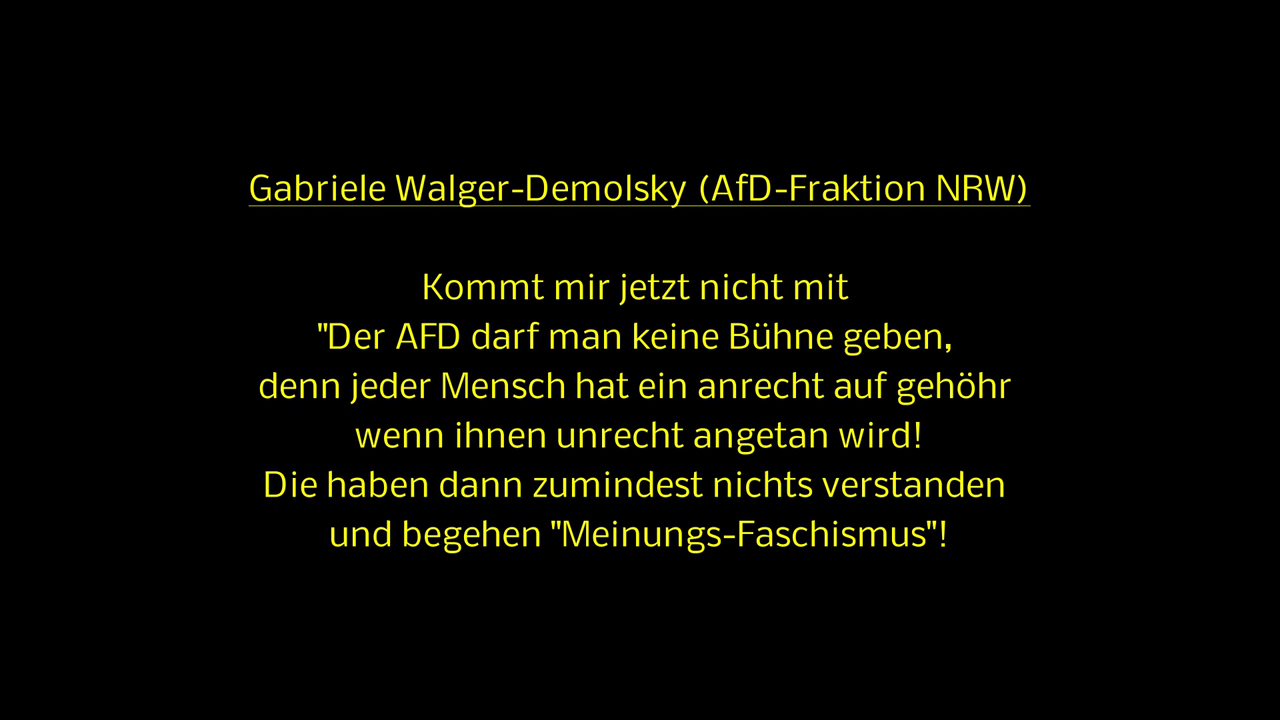 Gabriele Walger-Demolsky (AfD-Fraktion NRW)
Kommt mir jetzt nicht mit
"Der AFD darf man keine Bühne geben,
denn jeder Mensch hat ein anrecht auf gehöhr
wenn ihnen unrecht angetan wird!
Die haben dann zumindest nichts verstanden
und begehen "Meinungs-Faschismus"!